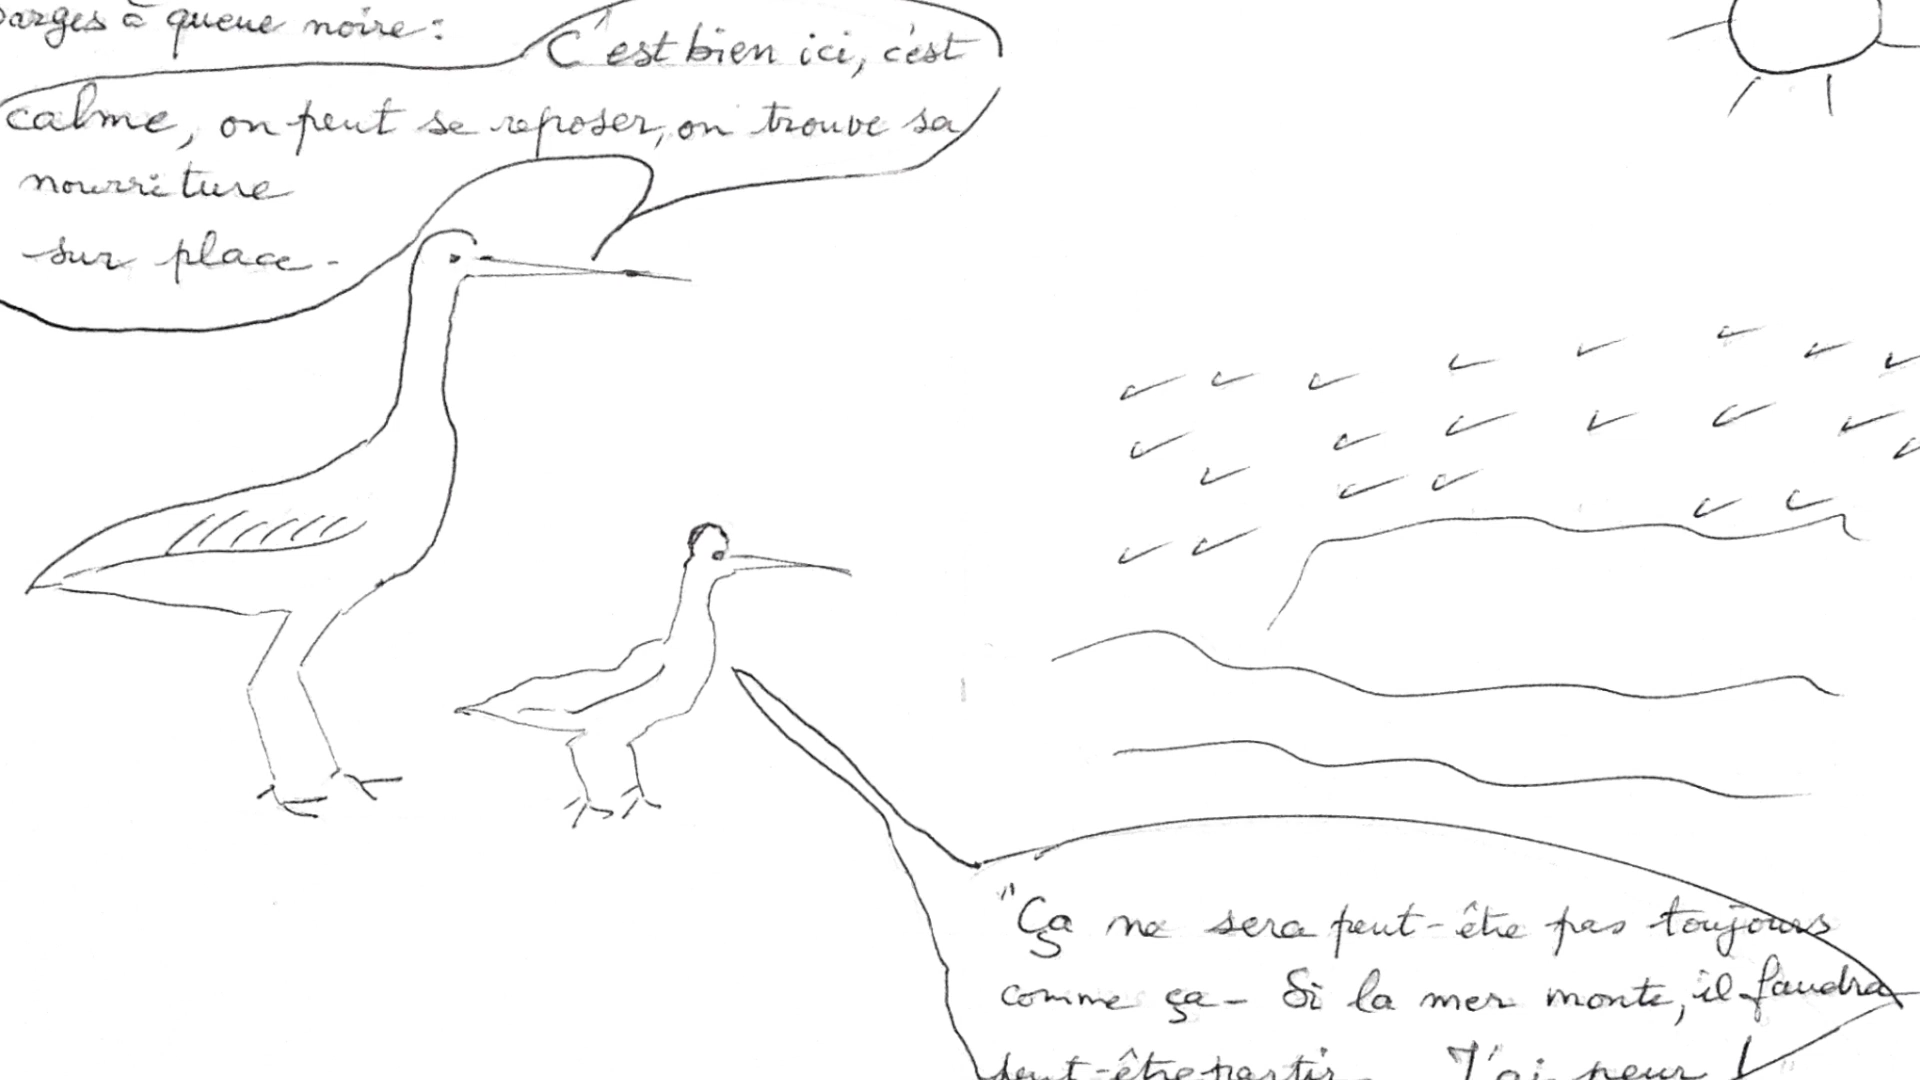 barges à queue noire :
C'est bien ici, c'est
calme, on peut se reposer, on trouve sa
nourriture
sur place.
"Ça ne sera peut-être pas toujours
comme ça - Si la mer monte, il faudra
peut-être partir J'ai peur !"